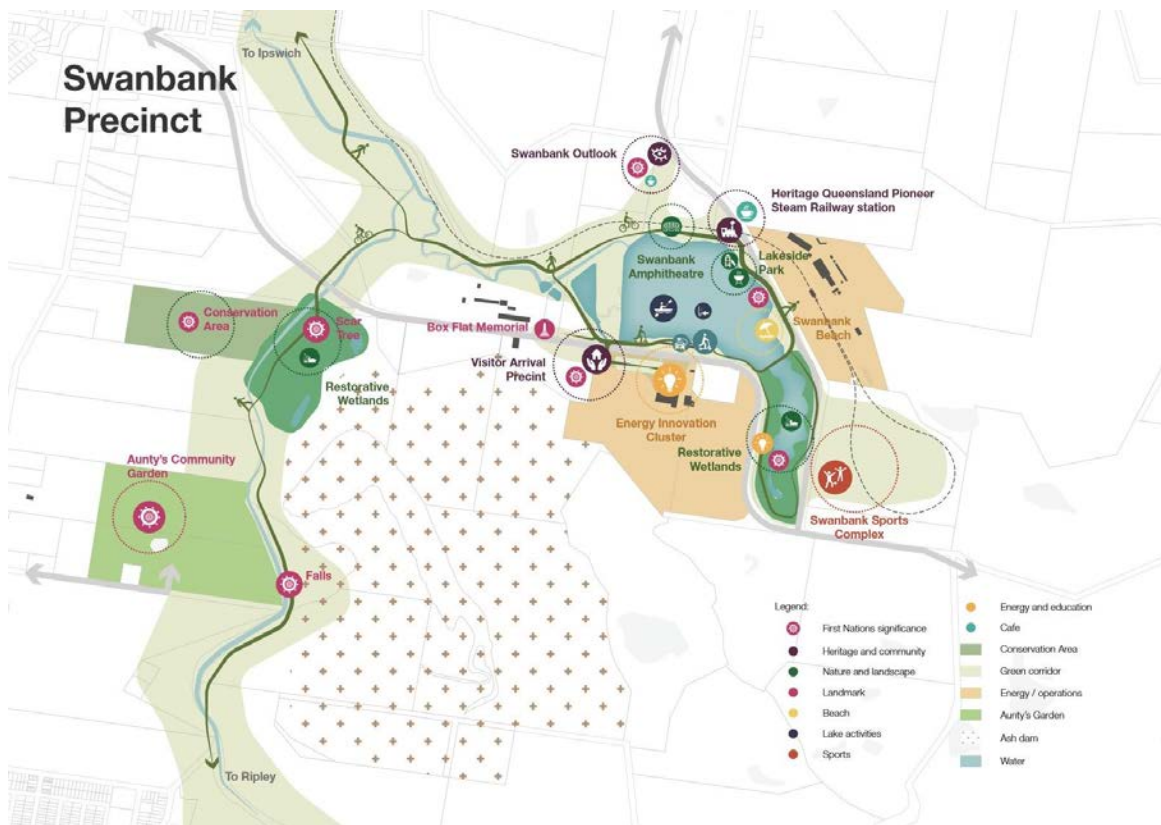 Swanbank
Precinct
To Ipswich
Swanbank Outlook
Heritage Queensland Pioneer
Steam Railway station
Swanbank
Amphitheatre
Lakeside
Park
Conservation
Area
Scar
Tree
Box Flat Memorial
Swanbank
Beach
Visitor Arrival
Precint
Restorative
Wetlands
Energy Innovation
Cluster
Restorative
Wetlands
Aunty's Community
Garden
Swanbank Sports
Complex
Falls
To Ripley
Legend:
First Nations significance
Heritage and community
Nature and landscape
Landmark
Beach
Lake activities
Sports
Energy and education
Cafe
Conservation Area
Green corridor
Energy / operations
Aunty's Garden
Ash dam
Water